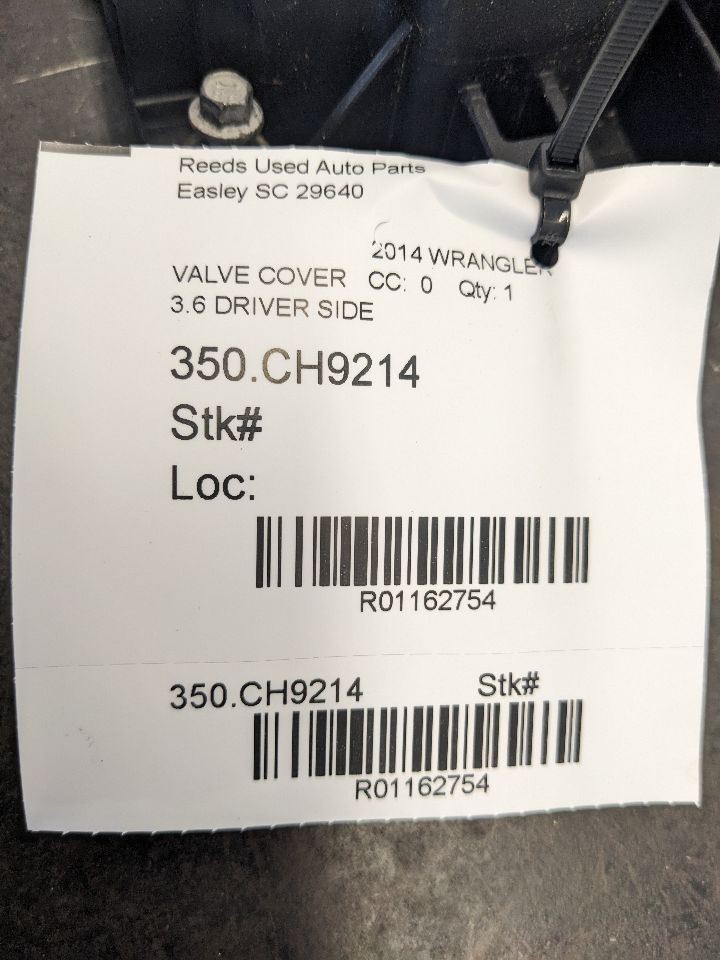 Reeds Used Auto Parts
Easley SC 29640
2014 WRANGLER
VALVE COVER CC: 0 Qty: 1
3.6 DRIVER SIDE
350.CH9214
Stk#
Loc:
R01162754
350.CH9214 Stk#
R01162754